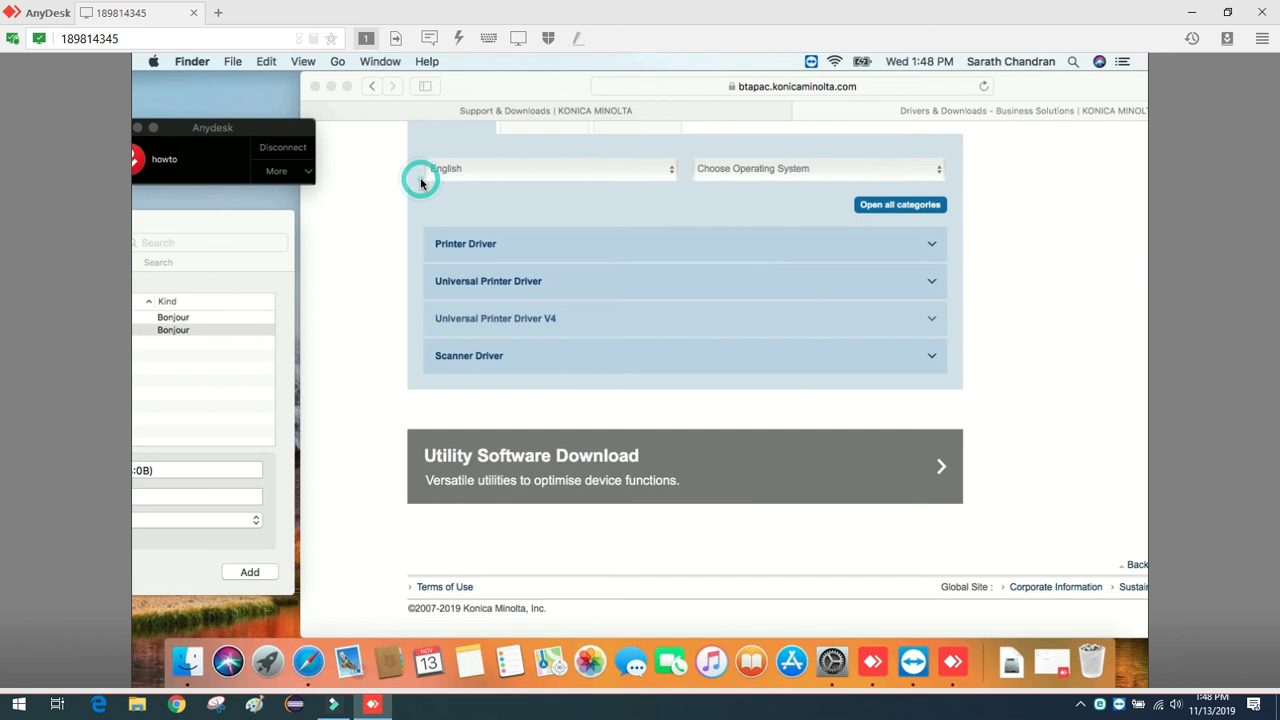 AnyDesk
189814345
189814345
1
Finder File Edit View Go Window Help
Wed 1:48 PM Sarath Chandran
btapac.konicaminolta.com
Support & Downloads | KONICA MINOLTA
Drivers & Downloads - Business Solutions | KONICA MINOLT
Anydesk
howto
Disconnect
More
English
Choose Operating System
Open all categories
Search
Search
Kind
Bonjour
Bonjour
Printer Driver
Universal Printer Driver
Universal Printer Driver V4
Scanner Driver
Utility Software Download
Versatile utilities to optimise device functions.
:0B)
Add
Back
Terms of Use
Global Site : Corporate Information Sustai
©2007-2019 Konica Minolta, Inc.
NOV
13
1:48 PM
11/13/2019